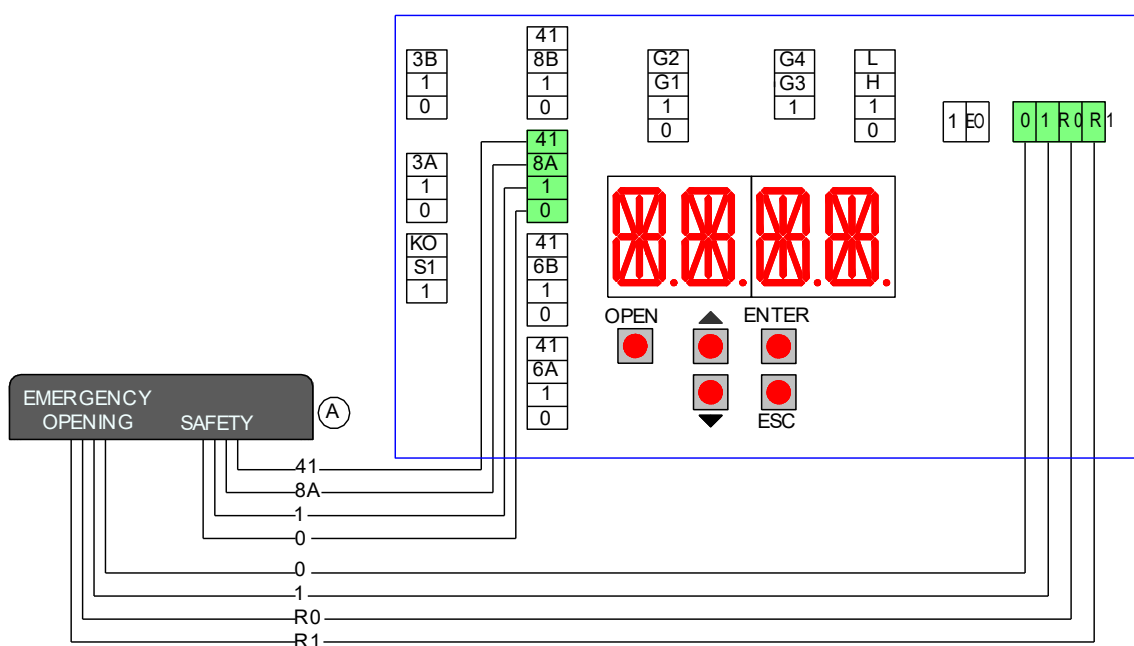 3B
1
0
3A
1
0
KO
S1
1
41
8B
1
0
41
8A
1
0
41
6B
1
0
41
6A
1
0
G2
G1
1
0
G4
G3
1
L
H
1
0
1 EO
0 1 R0 R1
OPEN
ENTER
ESC
EMERGENCY
OPENING SAFETY
A
41
8A
1
0
0
1
R0
R1